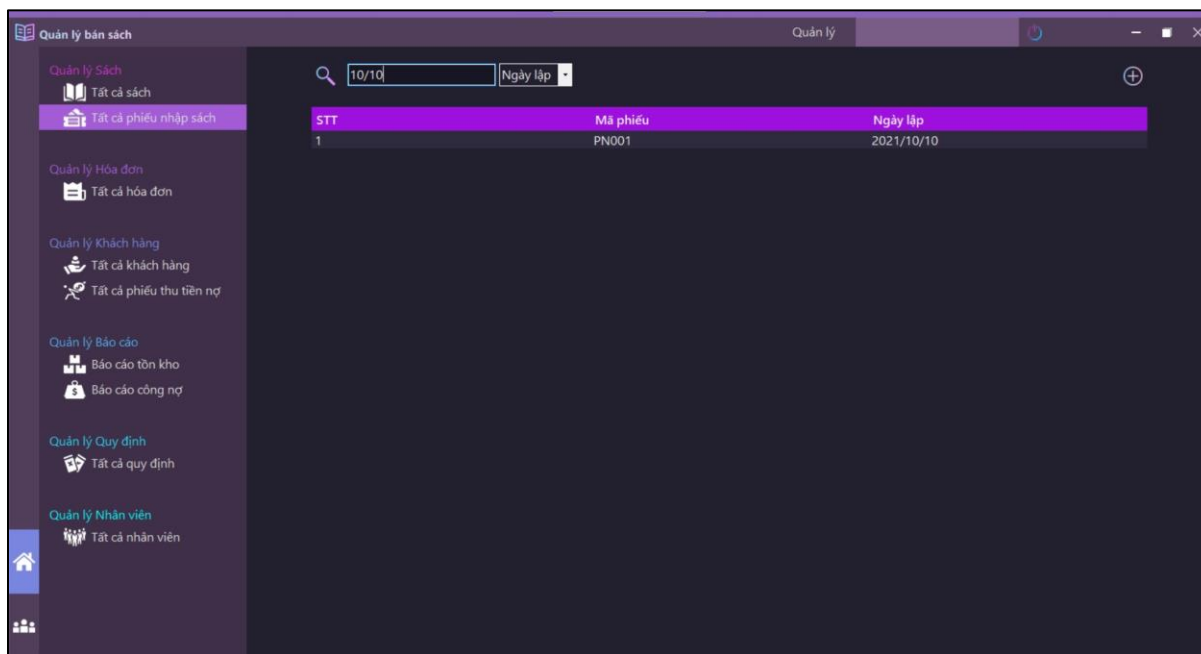 Quản lý bán sách
Quản lý
Quản lý Sách
Tất cả sách
Tất cả phiếu nhập sách
Quản lý Hóa đơn
Tất cả hóa đơn
Quản lý Khách hàng
Tất cả khách hàng
Tất cả phiếu thu tiền nợ
Quản lý Báo cáo
Báo cáo tồn kho
Báo cáo công nợ
Quản lý Quy định
Tất cả quy định
Quản lý Nhân viên
Tất cả nhân viên
10/10 Ngày lập
STT Mã phiếu Ngày lập
1 PN001 2021/10/10